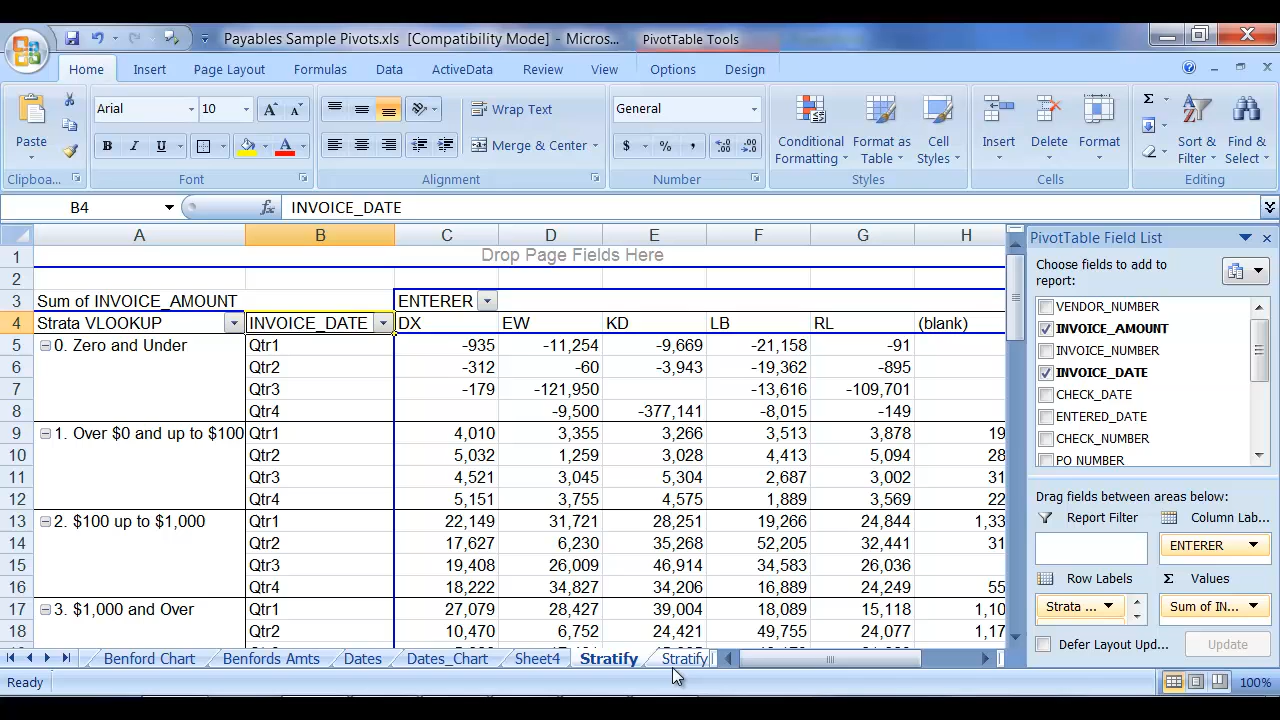 Payables Sample Pivots.xls [Compatibility Mode] - Micros... PivotTable Tools
Home Insert Page Layout Formulas Data ActiveData Review View Options Design
Paste
Arial 10
B I U A
Clipboa... Font
Wrap Text
Merge & Center
Alignment
General
$ % ,
Number
Conditional Formatting
Format as Table
Cell Styles
Styles
Insert Delete Format
Cells
Σ
Sort & Filter
Find & Select
Editing
B4 fx INVOICE_DATE
A B C D E F G H
1 Drop Page Fields Here
2
3 Sum of INVOICE_AMOUNT ENTERER
4 Strata VLOOKUP INVOICE_DATE DX EW KD LB RL (blank)
5 0. Zero and Under Qtr1 -935 -11,254 -9,669 -21,158 -91
6 Qtr2 -312 -60 -3,943 -19,362 -895
7 Qtr3 -179 -121,950 -13,616 -109,701
8 Qtr4 -9,500 -377,141 -8,015 -149
9 1. Over $0 and up to $100 Qtr1 4,010 3,355 3,266 3,513 3,878 19
10 Qtr2 5,032 1,259 3,028 4,413 5,094 28
11 Qtr3 4,521 3,045 5,304 2,687 3,002 31
12 Qtr4 5,151 3,755 4,575 1,889 3,569 22
13 2. $100 up to $1,000 Qtr1 22,149 31,721 28,251 19,266 24,844 1,33
14 Qtr2 17,627 6,230 35,268 52,205 32,441 31
15 Qtr3 19,408 26,009 46,914 34,583 26,036
16 Qtr4 18,222 34,827 34,206 16,889 24,249 55
17 3. $1,000 and Over Qtr1 27,079 28,427 39,004 18,089 15,118 1,10
18 Qtr2 10,470 6,752 24,421 49,755 24,077 1,17
PivotTable Field List
Choose fields to add to report:
VENDOR_NUMBER
INVOICE_AMOUNT
INVOICE_NUMBER
INVOICE_DATE
CHECK_DATE
ENTERED_DATE
CHECK_NUMBER
PO NUMBER
Drag fields between areas below:
Report Filter Column Lab...
ENTERER
Row Labels Σ Values
Strata ... Sum of IN...
Defer Layout Upd... Update
Benford Chart Benfords Amts Dates Dates_Chart Sheet4 Stratify Stratify
Ready 100%